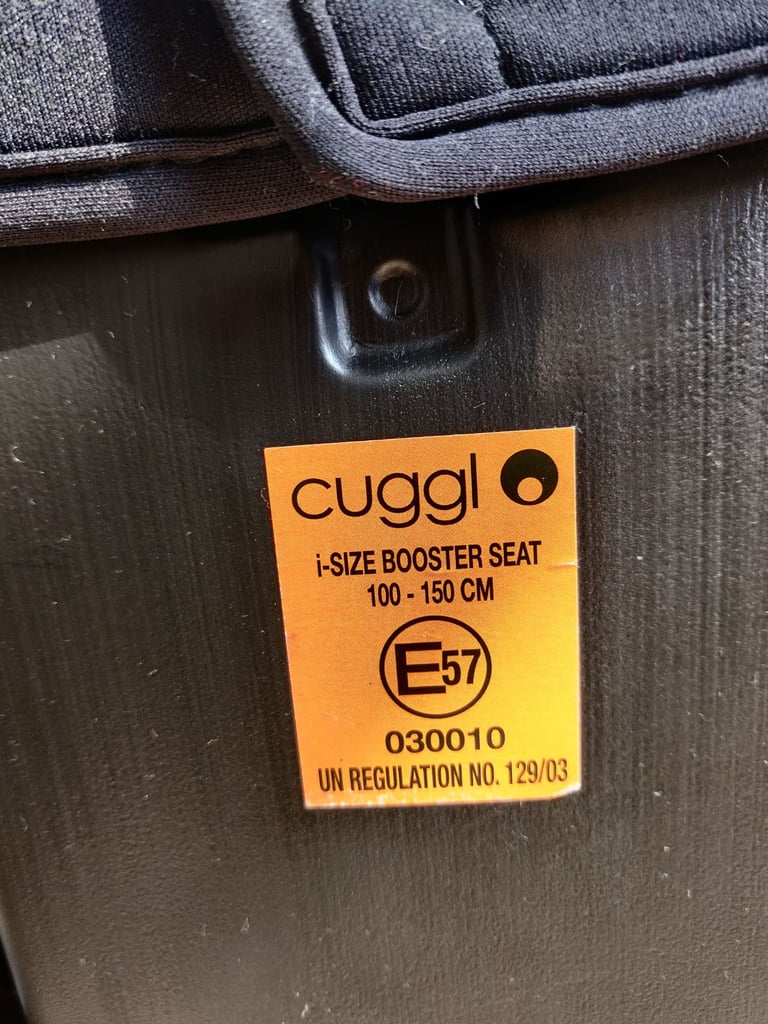 cuggl
i-SIZE BOOSTER SEAT
100 - 150 CM
E57
030010
UN REGULATION NO. 129/03